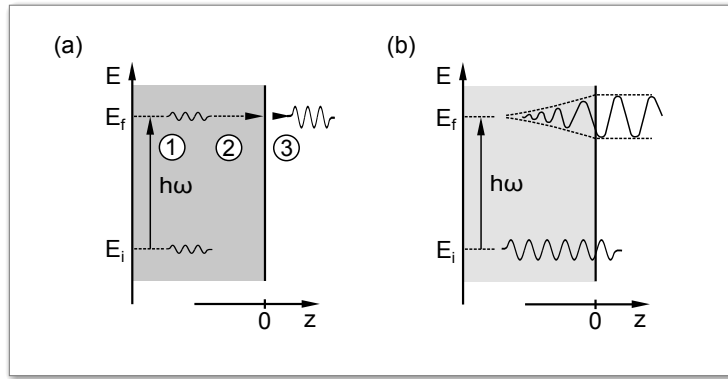 (a)
E
E_f
① ② ③
hω
E_i
0 z
(b)
E
E_f
hω
E_i
0 z